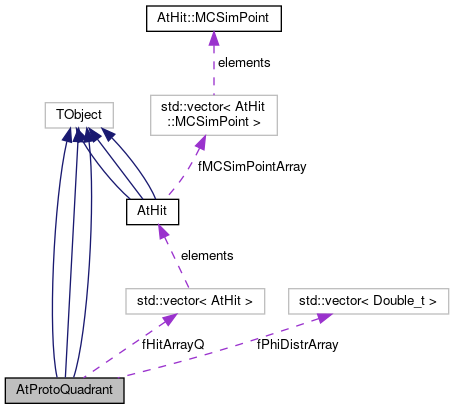 AtHit::MCSimPoint
elements
TObject
std::vector< AtHit
::MCSimPoint >
fMCSimPointArray
AtHit
elements
std::vector< AtHit >
std::vector< Double_t >
fHitArrayQ
fPhiDistrArray
AtProtoQuadrant